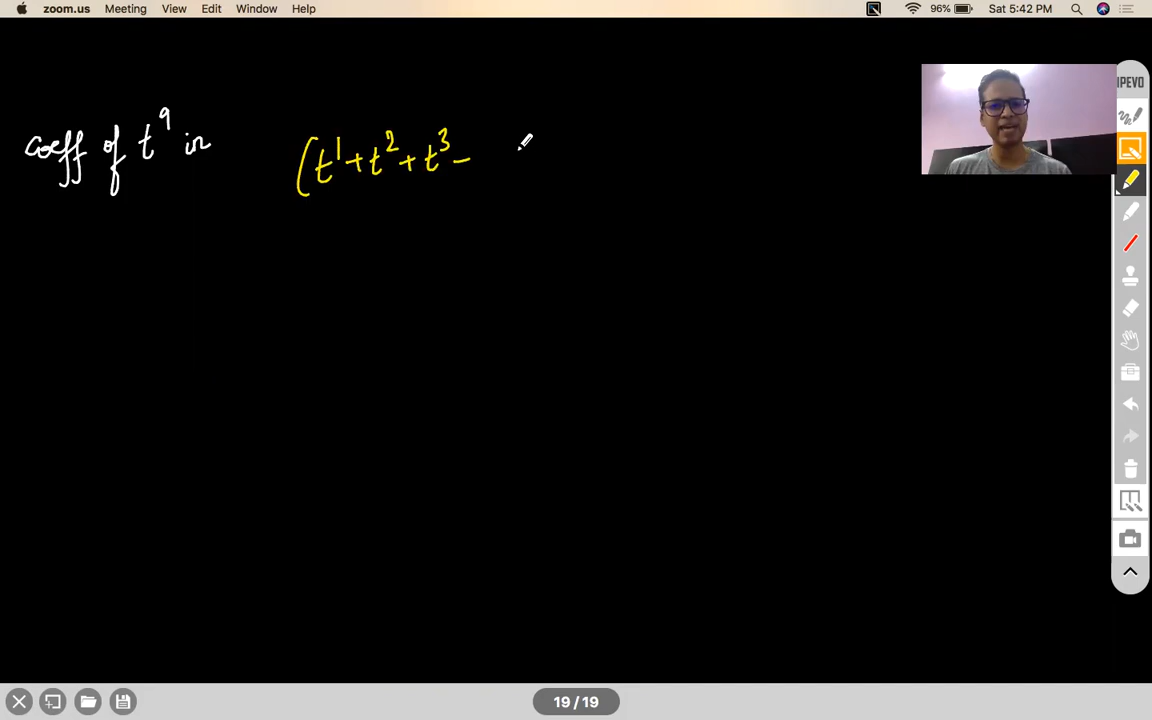 zoom.us Meeting View Edit Window Help 96% Sat 5:42 PM
IPEVO
coeff of t^9 in (t^1 + t^2 + t^3 -
19 / 19